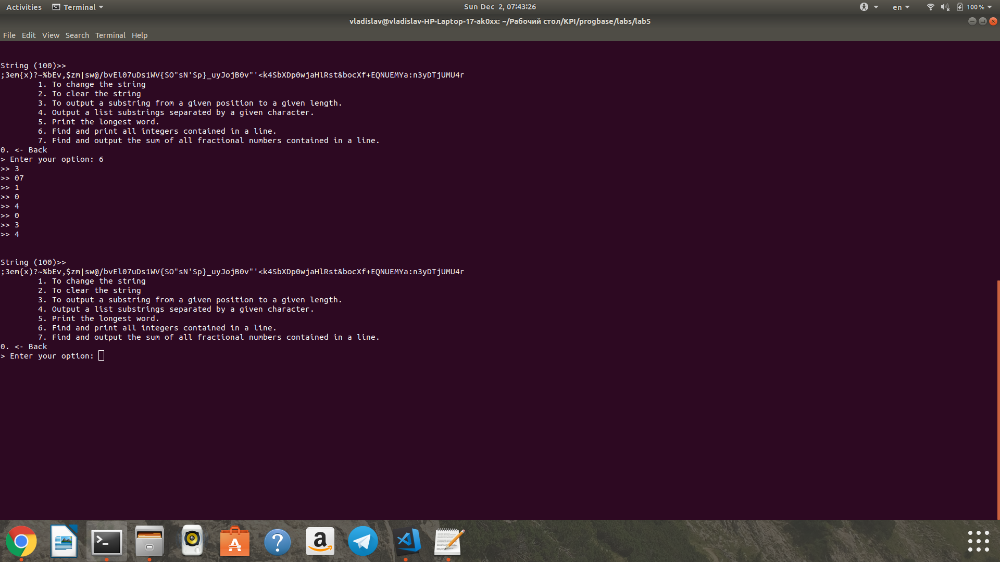 Activities Terminal Sun Dec 2, 07:43:26 en 100 %
vladislav@vladislav-HP-Laptop-17-ak0xx: ~/Рабочий стол/KPI/progbase/labs/lab5
File Edit View Search Terminal Help
String (100)>>
;3em{x)?~%bEv,$zm|sw@/bvEl07uDs1WV{SO"sN'Sp}_uyJojB0v"'<k4SbXDp0wjaHlRst&bocXf+EQNUEMYa:n3yDTjUMU4r
1. To change the string
2. To clear the string
3. To output a substring from a given position to a given length.
4. Output a list substrings separated by a given character.
5. Print the longest word.
6. Find and print all integers contained in a line.
7. Find and output the sum of all fractional numbers contained in a line.
0. <- Back
> Enter your option: 6
>> 3
>> 07
>> 1
>> 0
>> 4
>> 0
>> 3
>> 4
String (100)>>
;3em{x)?~%bEv,$zm|sw@/bvEl07uDs1WV{SO"sN'Sp}_uyJojB0v"'<k4SbXDp0wjaHlRst&bocXf+EQNUEMYa:n3yDTjUMU4r
1. To change the string
2. To clear the string
3. To output a substring from a given position to a given length.
4. Output a list substrings separated by a given character.
5. Print the longest word.
6. Find and print all integers contained in a line.
7. Find and output the sum of all fractional numbers contained in a line.
0. <- Back
> Enter your option: